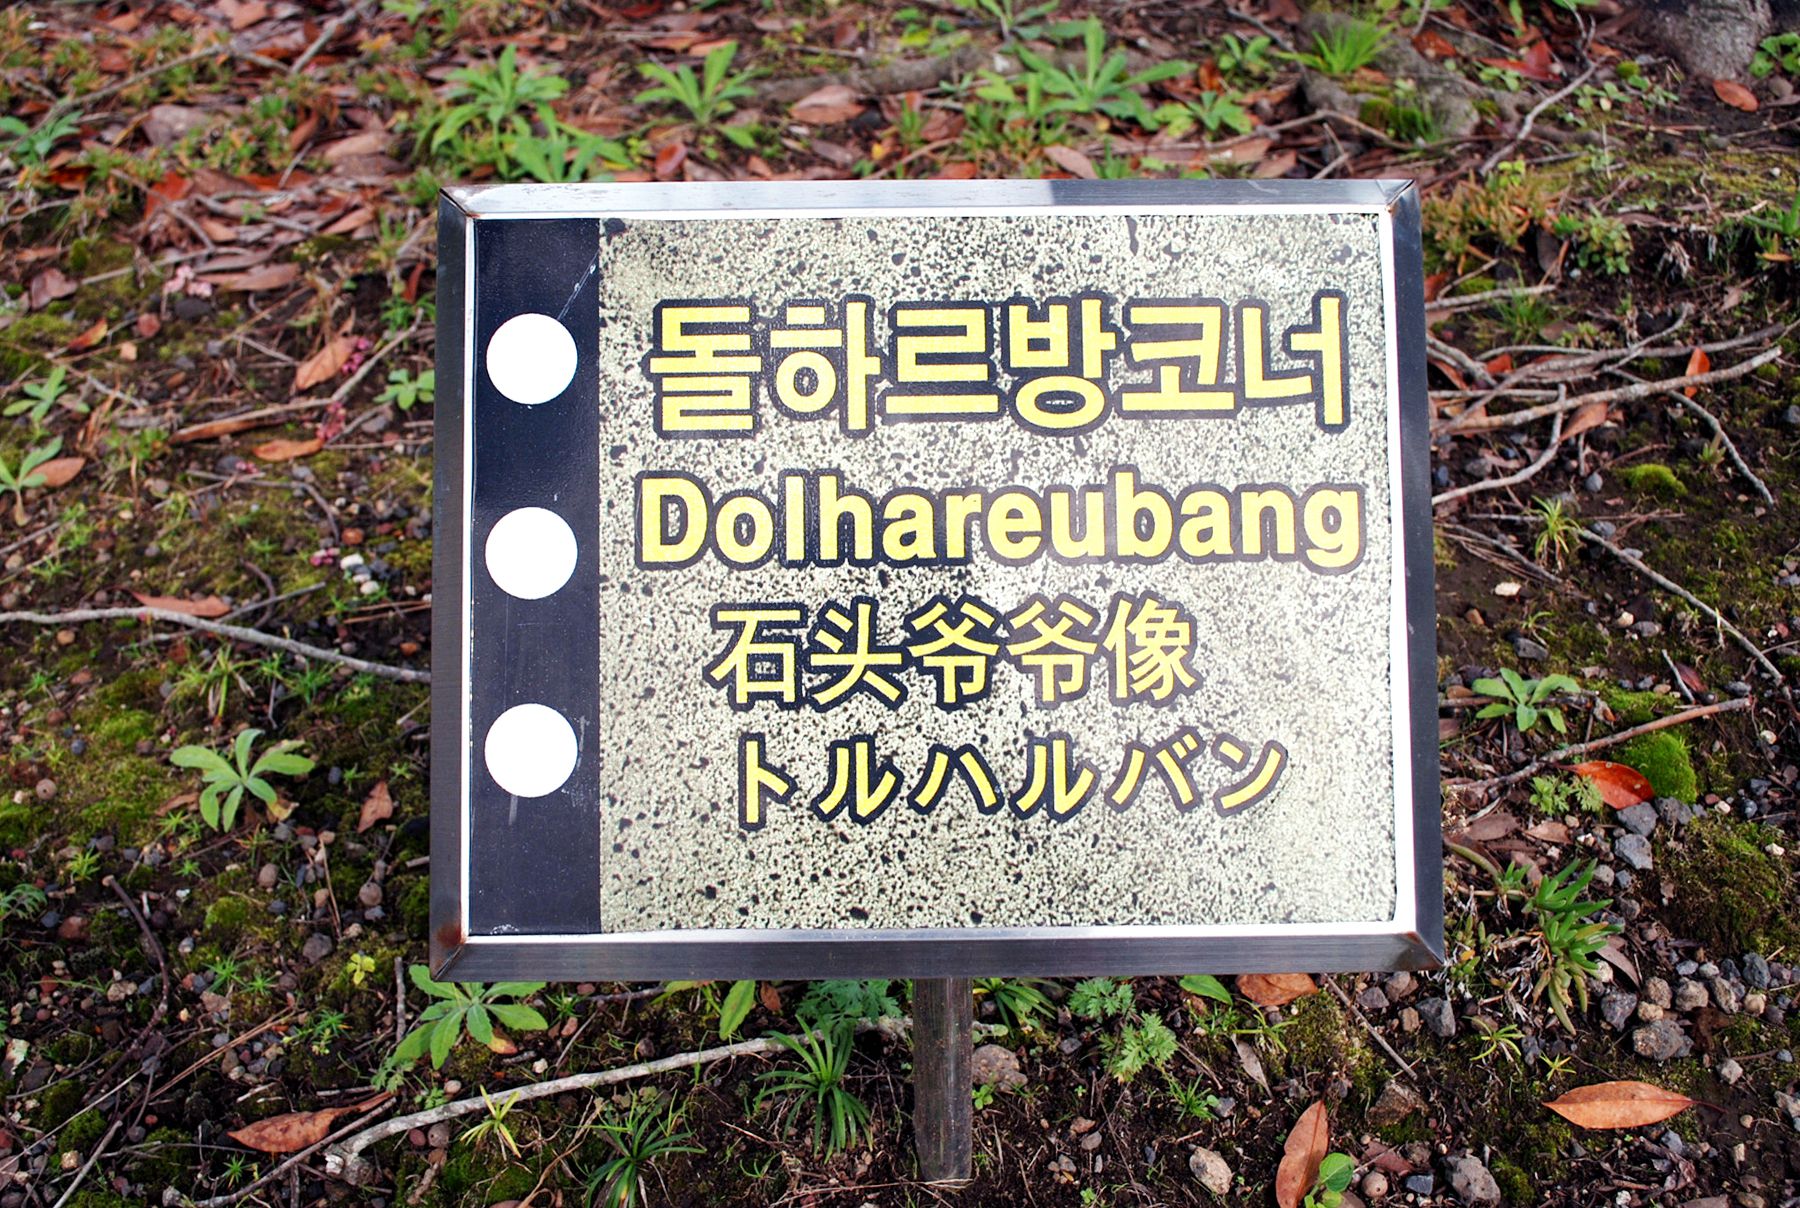 돌하르방코너
Dolhareubang
石头爷爷像
トルハルバン